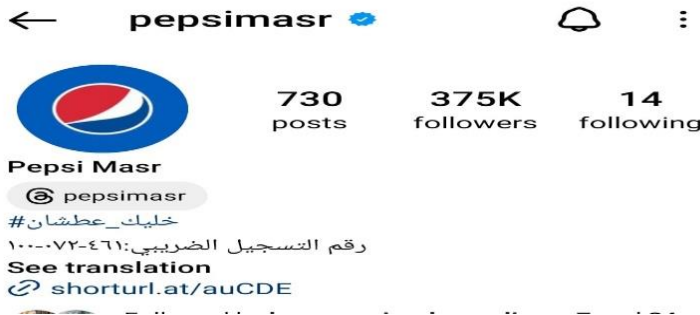 pepsimasr
730 375K 14
posts followers following
Pepsi Masr
pepsimasr
#خليك_عطشان
رقم التسجيل الضريبي:٤٦١-٠٧٢-١٠٠
See translation
shorturl.at/auCDE